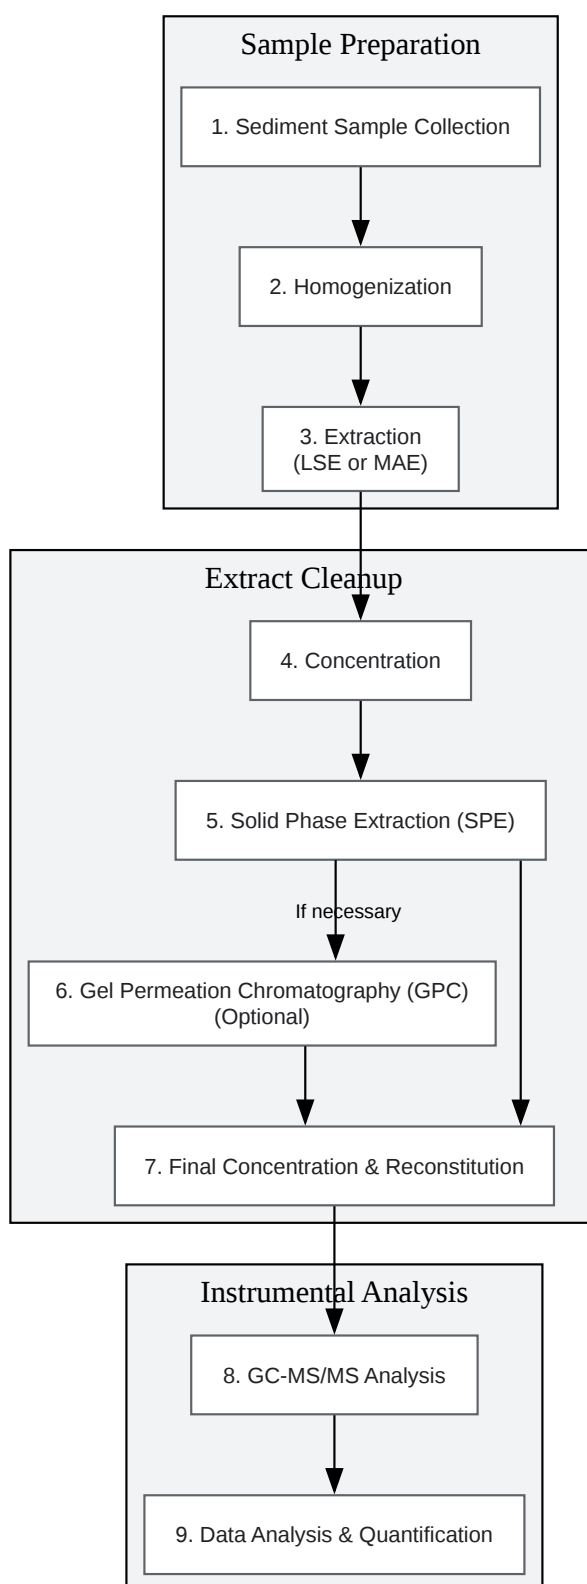 Sample Preparation
1. Sediment Sample Collection
2. Homogenization
3. Extraction
(LSE or MAE)
Extract Cleanup
4. Concentration
5. Solid Phase Extraction (SPE)
If necessary
6. Gel Permeation Chromatography (GPC)
(Optional)
7. Final Concentration & Reconstitution
Instrumental Analysis
8. GC-MS/MS Analysis
9. Data Analysis & Quantification